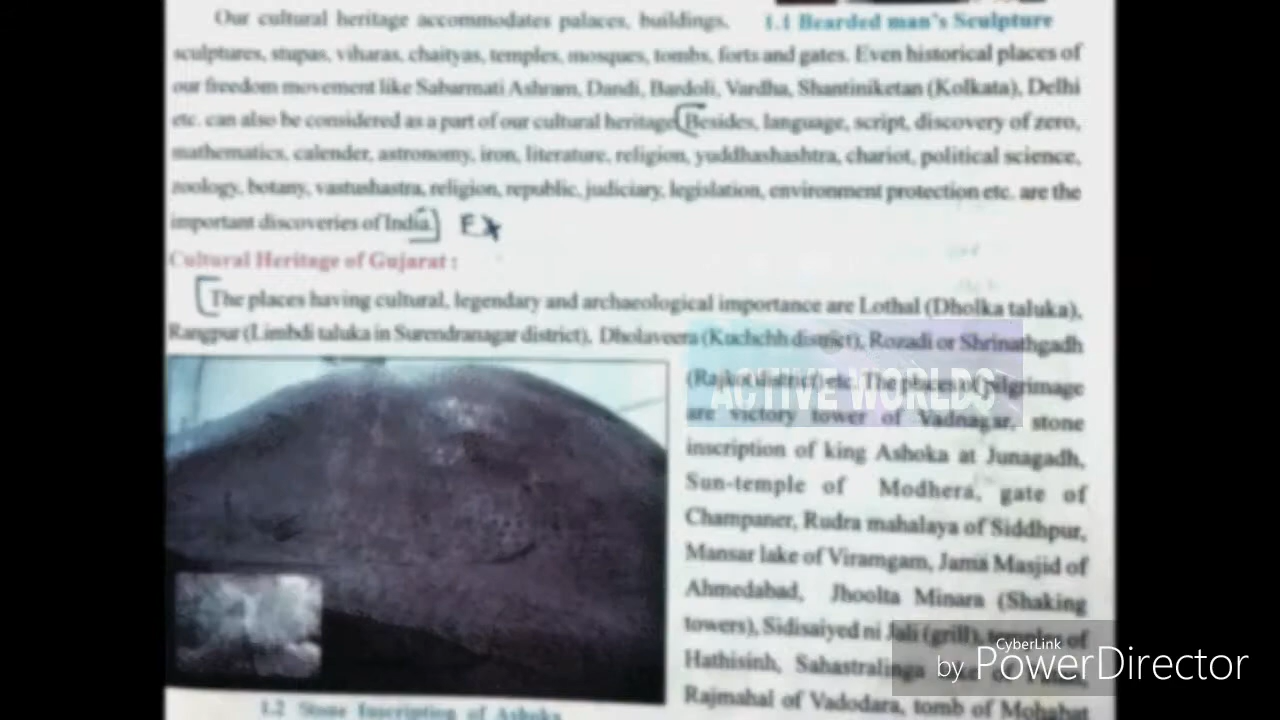 Our cultural heritage accommodates palaces, buildings,
1.1 Bearded man's Sculpture
sculptures, stupas, viharas, chaityas, temples, mosques, tombs, forts and gates. Even historical places of
our freedom movement like Sabarmati Ashram, Dandi, Bardoli, Vardha, Shantiniketan (Kolkata), Delhi
etc. can also be considered as a part of our cultural heritage. Besides, language, script, discovery of zero,
mathematics, calender, astronomy, iron, literature, religion, yuddhashashtra, chariot, political science,
zoology, botany, vastushastra, religion, republic, judiciary, legislation, environment protection etc. are the
important discoveries of India.
Cultural Heritage of Gujarat :
The places having cultural, legendary and archaeological importance are Lothal (Dholka taluka),
Rangpur (Limbdi taluka in Surendranagar district), Dholaveera (Kuchchh district), Rozadi or Shrinathgadh
(Rajkot district) etc. The places of pilgrimage
ACTIVE WORLDS
are victory tower of Vadnagar, stone
inscription of king Ashoka at Junagadh,
Sun-temple of Modhera, gate of
Champaner, Rudra mahalaya of Siddhpur,
Mansar lake of Viramgam, Jama Masjid of
Ahmedabad, Jhoolta Minara (Shaking
towers), Sidisaiyed ni Jali (grill), temple of
Hathisinh, Sahastralinga
Rajmahal of Vadodara, tomb of Mohabat
1.2 Stone Inscription of Ashoka
CyberLink
by PowerDirector